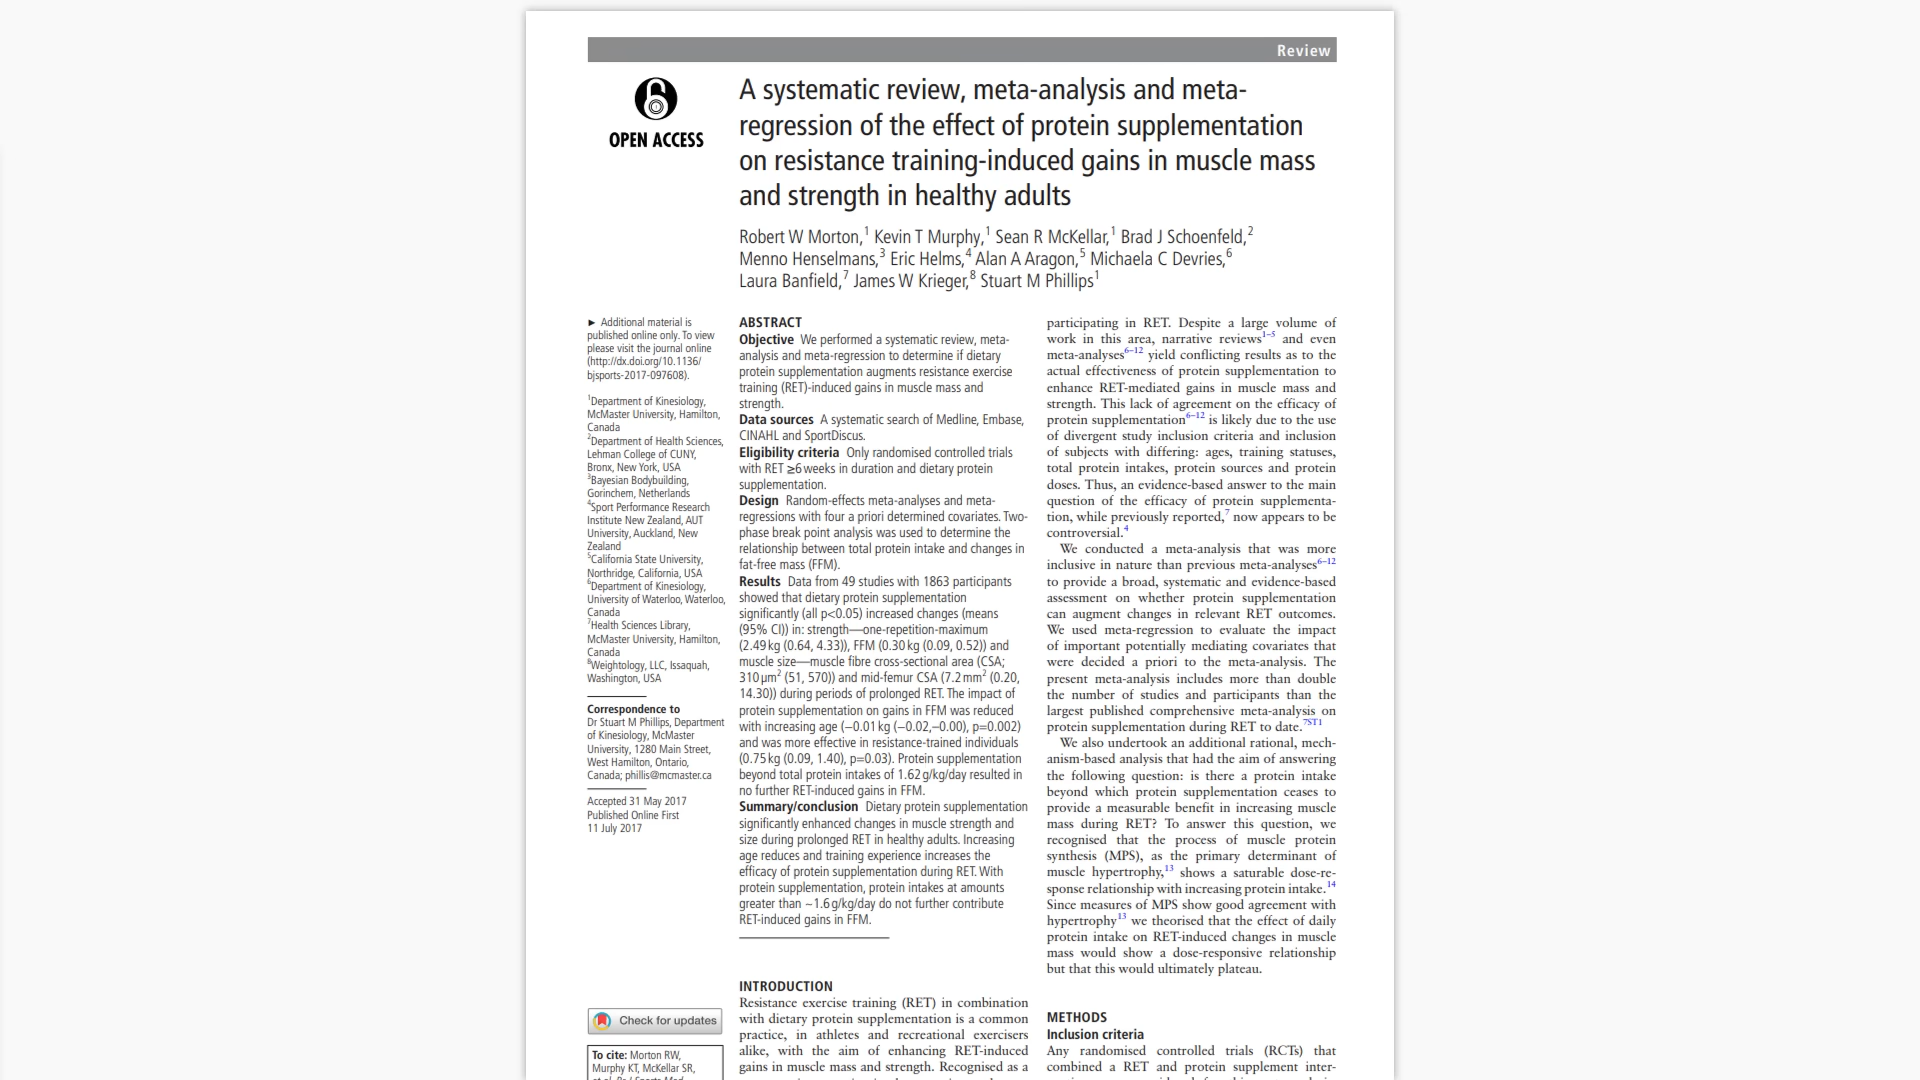 Review
OPEN ACCESS
A systematic review, meta-analysis and meta-
regression of the effect of protein supplementation
on resistance training-induced gains in muscle mass
and strength in healthy adults
Robert W Morton,1 Kevin T Murphy,1 Sean R McKellar,1 Brad J Schoenfeld,2
Menno Henselmans,3 Eric Helms,4 Alan A Aragon,5 Michaela C Devries,6
Laura Banfield,7 James W Krieger,8 Stuart M Phillips1
► Additional material is
published online only. To view
please visit the journal online
(http://dx.doi.org/10.1136/
bjsports-2017-097608).
1Department of Kinesiology,
McMaster University, Hamilton,
Canada
2Department of Health Sciences,
Lehman College of CUNY,
Bronx, New York, USA
3Bayesian Bodybuilding,
Gorinchem, Netherlands
4Sport Performance Research
Institute New Zealand, AUT
University, Auckland, New
Zealand
5California State University,
Northridge, California, USA
6Department of Kinesiology,
University of Waterloo, Waterloo,
Canada
7Health Sciences Library,
McMaster University, Hamilton,
Canada
8Weightology, LLC, Issaquah,
Washington, USA
Correspondence to
Dr Stuart M Phillips, Department
of Kinesiology, McMaster
University, 1280 Main Street,
West Hamilton, Ontario,
Canada; phillis@mcmaster.ca
Accepted 31 May 2017
Published Online First
11 July 2017
Check for updates
To cite: Morton RW,
Murphy KT, McKellar SR,
ABSTRACT
Objective We performed a systematic review, meta-
analysis and meta-regression to determine if dietary
protein supplementation augments resistance exercise
training (RET)-induced gains in muscle mass and
strength.
Data sources A systematic search of Medline, Embase,
CINAHL and SportDiscus.
Eligibility criteria Only randomised controlled trials
with RET ≥6 weeks in duration and dietary protein
supplementation.
Design Random-effects meta-analyses and meta-
regressions with four a priori determined covariates. Two-
phase break point analysis was used to determine the
relationship between total protein intake and changes in
fat-free mass (FFM).
Results Data from 49 studies with 1863 participants
showed that dietary protein supplementation
significantly (all p<0.05) increased changes (means
(95% CI)) in: strength—one-repetition-maximum
(2.49 kg (0.64, 4.33)), FFM (0.30 kg (0.09, 0.52)) and
muscle size—muscle fibre cross-sectional area (CSA;
310 µm2 (51, 570)) and mid-femur CSA (7.2 mm2 (0.20,
14.30)) during periods of prolonged RET. The impact of
protein supplementation on gains in FFM was reduced
with increasing age (−0.01 kg (−0.02,−0.00), p=0.002)
and was more effective in resistance-trained individuals
(0.75 kg (0.09, 1.40), p=0.03). Protein supplementation
beyond total protein intakes of 1.62 g/kg/day resulted in
no further RET-induced gains in FFM.
Summary/conclusion Dietary protein supplementation
significantly enhanced changes in muscle strength and
size during prolonged RET in healthy adults. Increasing
age reduces and training experience increases the
efficacy of protein supplementation during RET. With
protein supplementation, protein intakes at amounts
greater than ~1.6 g/kg/day do not further contribute
RET-induced gains in FFM.
INTRODUCTION
Resistance exercise training (RET) in combination
with dietary protein supplementation is a common
practice, in athletes and recreational exercisers
alike, with the aim of enhancing RET-induced
gains in muscle mass and strength. Recognised as a
participating in RET. Despite a large volume of
work in this area, narrative reviews1–5 and even
meta-analyses6–12 yield conflicting results as to the
actual effectiveness of protein supplementation to
enhance RET-mediated gains in muscle mass and
strength. This lack of agreement on the efficacy of
protein supplementation6–12 is likely due to the use
of divergent study inclusion criteria and inclusion
of subjects with differing: ages, training statuses,
total protein intakes, protein sources and protein
doses. Thus, an evidence-based answer to the main
question of the efficacy of protein supplementa-
tion, while previously reported,7 now appears to be
controversial.4
We conducted a meta-analysis that was more
inclusive in nature than previous meta-analyses6–12
to provide a broad, systematic and evidence-based
assessment on whether protein supplementation
can augment changes in relevant RET outcomes.
We used meta-regression to evaluate the impact
of important potentially mediating covariates that
were decided a priori to the meta-analysis. The
present meta-analysis includes more than double
the number of studies and participants than the
largest published comprehensive meta-analysis on
protein supplementation during RET to date.7ST1
We also undertook an additional rational, mech-
anism-based analysis that had the aim of answering
the following question: is there a protein intake
beyond which protein supplementation ceases to
provide a measurable benefit in increasing muscle
mass during RET? To answer this question, we
recognised that the process of muscle protein
synthesis (MPS), as the primary determinant of
muscle hypertrophy,13 shows a saturable dose-re-
sponse relationship with increasing protein intake.14
Since measures of MPS show good agreement with
hypertrophy13 we theorised that the effect of daily
protein intake on RET-induced changes in muscle
mass would show a dose-responsive relationship
but that this would ultimately plateau.
METHODS
Inclusion criteria
Any randomised controlled trials (RCTs) that
combined a RET and protein supplement inter-